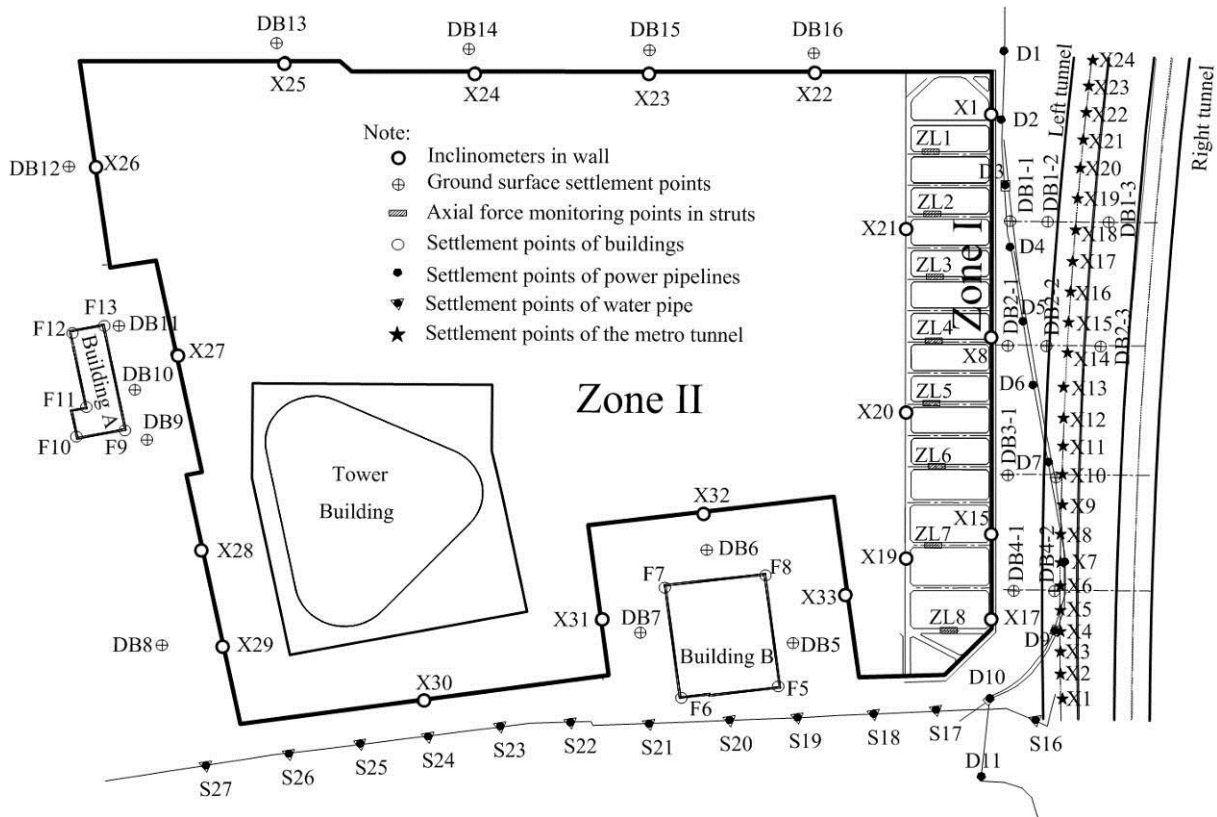 DB13
DB14
DB15
DB16
X25
X24
X23
X22
X1
D1
D2
D3
Left tunnel
Right tunnel
X24
X23
X22
X21
X20
X19
X18
X17
X16
X15
X14
X13
X12
X11
X10
X9
X8
X7
X6
X5
X4
X3
X2
X1
Note:
Inclinometers in wall
Ground surface settlement points
Axial force monitoring points in struts
Settlement points of buildings
Settlement points of power pipelines
Settlement points of water pipe
Settlement points of the metro tunnel
DB12
X26
ZL1
ZL2
ZL3
ZL4
ZL5
ZL6
ZL7
ZL8
X21
X20
X19
Zone I
X8
X15
X17
DB1-1
DB1-2
DB1-3
D4
DB2-1
DB2-2
DB2-3
D5
D6
DB3-1
D7
DB4-1
DB4-2
D9
D10
D11
F12
F13
DB11
Building A
DB10
F11
F10
F9
DB9
X27
Zone II
Tower
Building
X28
DB8
X29
X30
X31
X32
X33
DB6
F7
F8
DB7
DB5
Building B
F6
F5
S27
S26
S25
S24
S23
S22
S21
S20
S19
S18
S17
S16